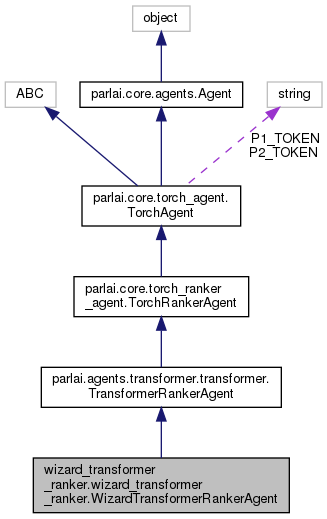 object
ABC
parlai.core.agents.Agent
string
P1_TOKEN
P2_TOKEN
parlai.core.torch_agent.
TorchAgent
parlai.core.torch_ranker
_agent.TorchRankerAgent
parlai.agents.transformer.transformer.
TransformerRankerAgent
wizard_transformer
_ranker.wizard_transformer
_ranker.WizardTransformerRankerAgent